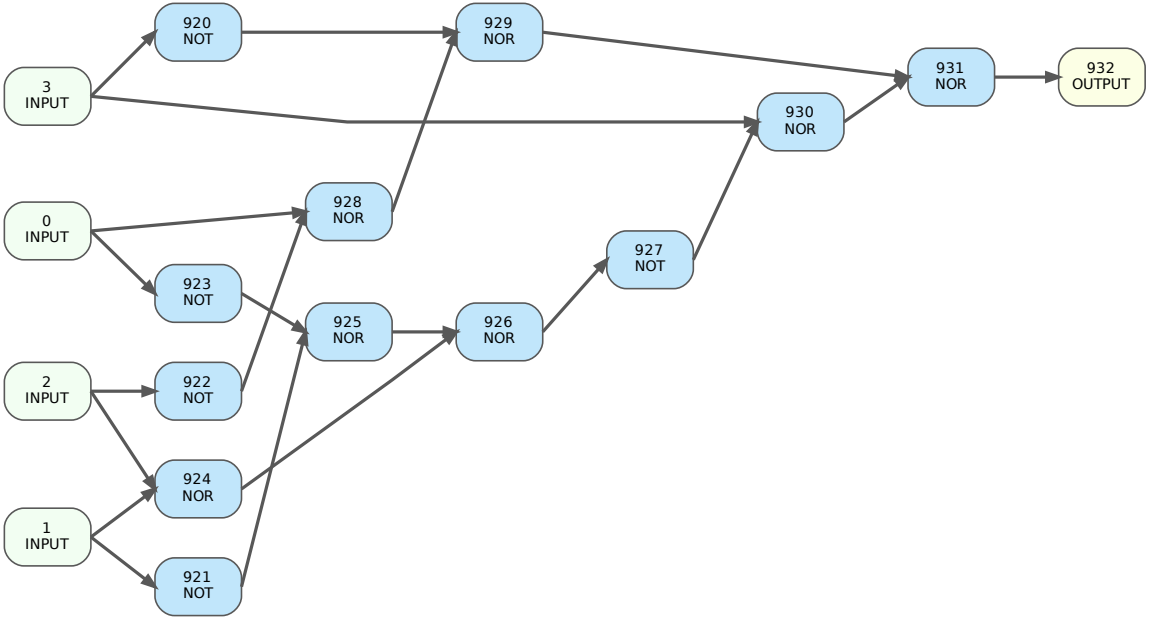 920
NOT
929
NOR
3
INPUT
931
NOR
932
OUTPUT
930
NOR
928
NOR
0
INPUT
927
NOT
923
NOT
925
NOR
926
NOR
2
INPUT
922
NOT
924
NOR
1
INPUT
921
NOT